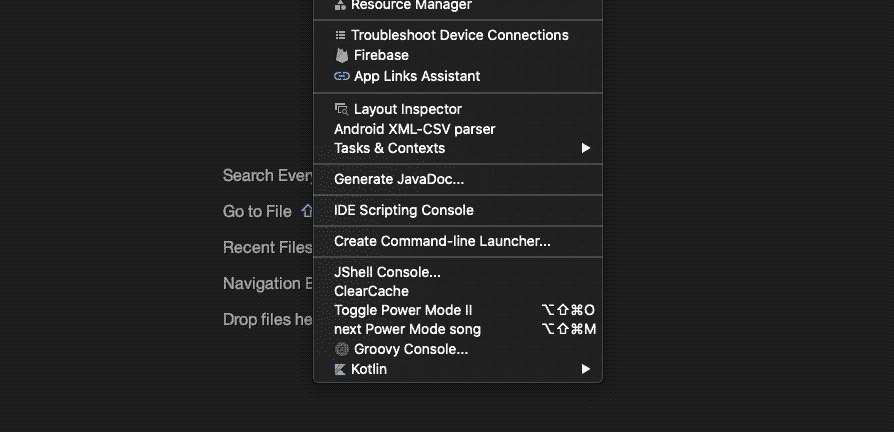 Resource Manager
Troubleshoot Device Connections
Firebase
App Links Assistant
Layout Inspector
Android XML-CSV parser
Tasks & Contexts
Generate JavaDoc...
IDE Scripting Console
Create Command-line Launcher...
JShell Console...
ClearCache
Toggle Power Mode II ⌥⇧⌘O
next Power Mode song ⌥⇧⌘M
Groovy Console...
Kotlin
Search Every
Go to File ⇧
Recent Files
Navigation
Drop files he